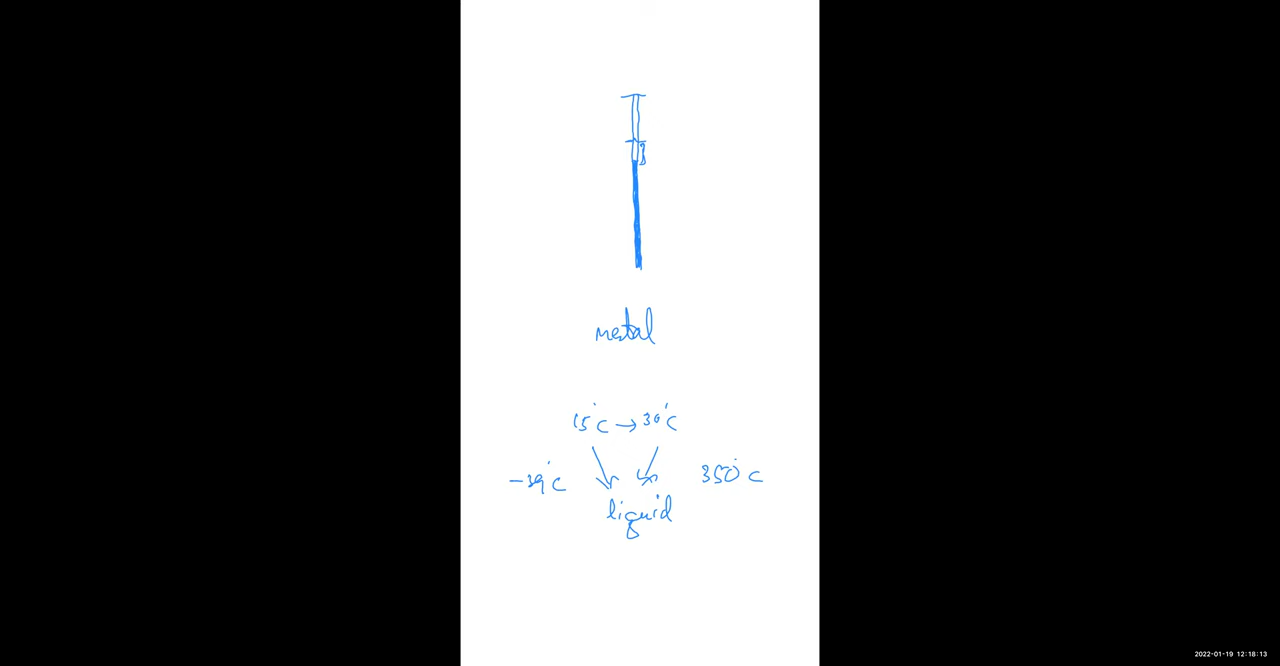 metal
15°C → 30°C
-39°C 350°C
liquid
2022-01-19 12:18:13